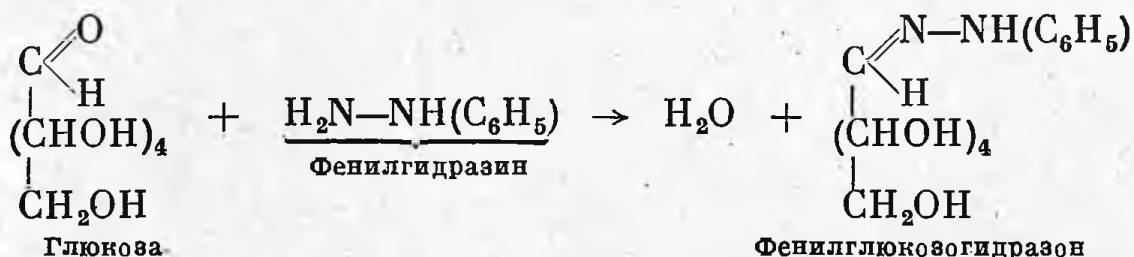 C=O
H
(CHOH)₄
CH₂OH
Глюкоза
+
H₂N—NH(C₆H₅)
Фенилгидразин
→
H₂O
+
C=N—NH(C₆H₅)
H
(CHOH)₄
CH₂OH
Фенилглюкозогидразон